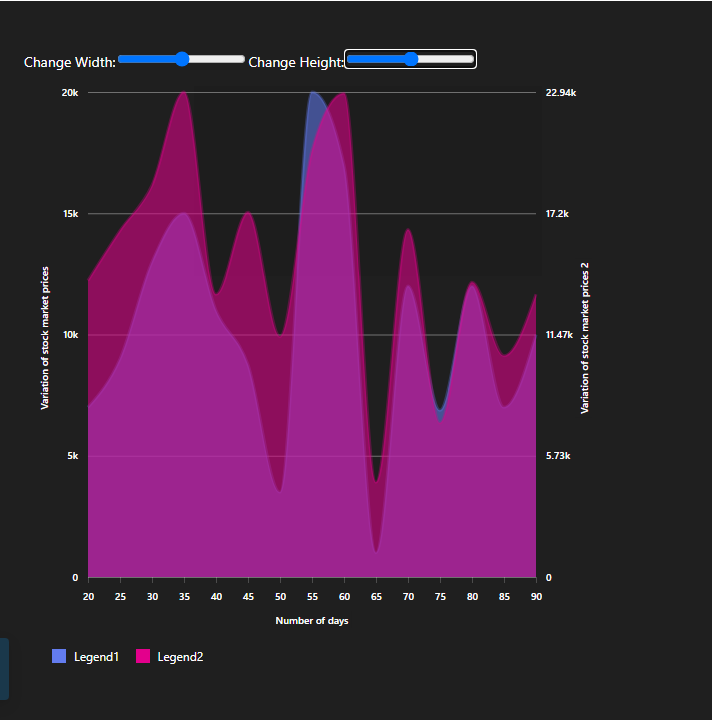 Change Width: Change Height:
20k 22.94k
15k 17.2k
10k 11.47k
5k 5.73k
0 0
Variation of stock market prices
Variation of stock market prices 2
20 25 30 35 40 45 50 55 60 65 70 75 80 85 90
Number of days
Legend1 Legend2